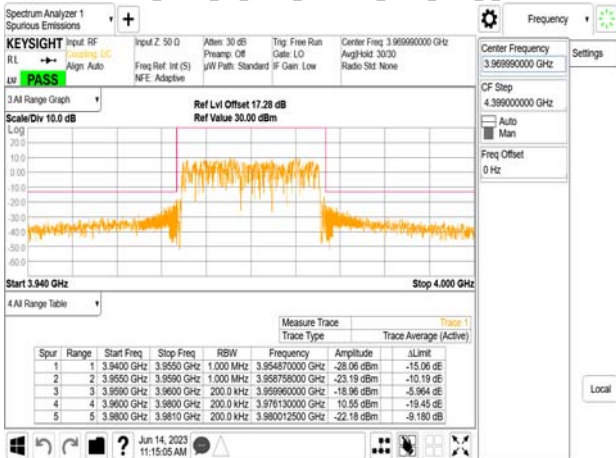 Spectrum Analyzer 1
Spurious Emissions
Frequency
KEYSIGHT Input: RF
RL
Coupling: DC
Align: Auto
LV PASS
Input Z: 50 Ω
Freq Ref: Int (S)
NFE: Adaptive
Atten: 30 dB
Preamp: Off
µW Path: Standard
Trig: Free Run
Gate: LO
IF Gain: Low
Center Freq: 3.969990000 GHz
Avg|Hold: 30/30
Radio Std: None
Center Frequency
3.969990000 GHz
Settings
CF Step
4.399000000 GHz
Auto
Man
Freq Offset
0 Hz
Local
3 All Range Graph
Scale/Div 10.0 dB
Ref Lvl Offset 17.28 dB
Ref Value 30.00 dBm
Log
20.0
10.0
0.00
-10.0
-20.0
-30.0
-40.0
-50.0
-60.0
Start 3.940 GHz
Stop 4.000 GHz
4 All Range Table
Measure Trace Trace 1
Trace Type Trace Average (Active)
Spur Range Start Freq Stop Freq RBW Frequency Amplitude ΔLimit
1 1 3.9400 GHz 3.9550 GHz 1.000 MHz 3.954870000 GHz -28.06 dBm -15.06 dB
2 2 3.9550 GHz 3.9590 GHz 1.000 MHz 3.958758000 GHz -23.19 dBm -10.19 dB
3 3 3.9590 GHz 3.9600 GHz 200.0 kHz 3.959960000 GHz -18.96 dBm -5.964 dB
4 4 3.9600 GHz 3.9800 GHz 200.0 kHz 3.976130000 GHz 10.55 dBm -19.45 dB
5 5 3.9800 GHz 3.9810 GHz 200.0 kHz 3.980012500 GHz -22.18 dBm -9.180 dB
Jun 14, 2023
11:15:05 AM